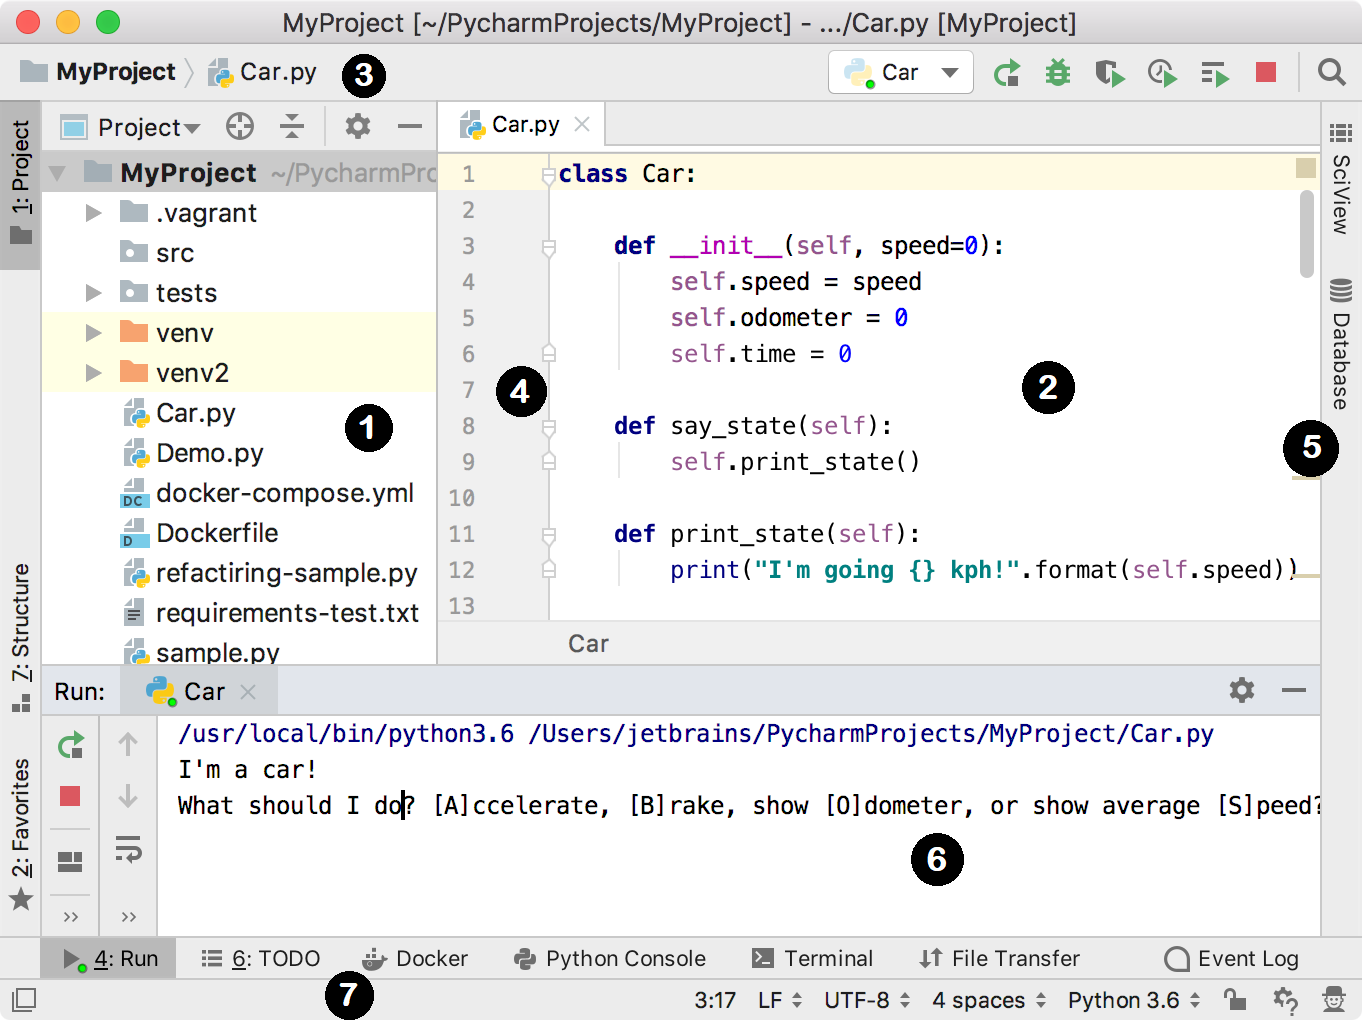 MyProject [~/PycharmProjects/MyProject] - .../Car.py [MyProject]
MyProject Car.py 3 Car
1: Project
Project
Car.py
MyProject ~/PycharmPro
.vagrant
src
tests
venv
venv2
Car.py
1
Demo.py
docker-compose.yml
DC
Dockerfile
D
refactiring-sample.py
requirements-test.txt
sample.py
1 class Car:
2
3 def __init__(self, speed=0):
4 self.speed = speed
5 self.odometer = 0
6 self.time = 0
7
4
2
8 def say_state(self):
9 self.print_state()
10
11 def print_state(self):
12 print("I'm going {} kph!".format(self.speed))
13
Car
SciView
Database
5
7: Structure
2: Favorites
Run: Car
/usr/local/bin/python3.6 /Users/jetbrains/PycharmProjects/MyProject/Car.py
I'm a car!
What should I do? [A]ccelerate, [B]rake, show [O]dometer, or show average [S]peed?
6
4: Run 6: TODO Docker Python Console Terminal File Transfer Event Log
7
3:17 LF UTF-8 4 spaces Python 3.6